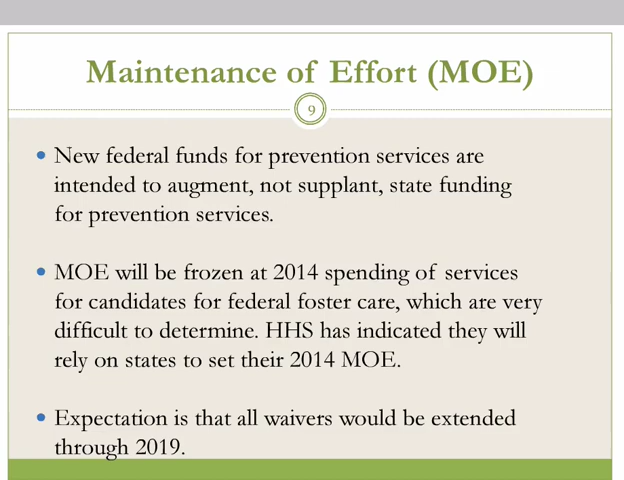 Maintenance of Effort (MOE)
9
• New federal funds for prevention services are
intended to augment, not supplant, state funding
for prevention services.
• MOE will be frozen at 2014 spending of services
for candidates for federal foster care, which are very
difficult to determine. HHS has indicated they will
rely on states to set their 2014 MOE.
• Expectation is that all waivers would be extended
through 2019.